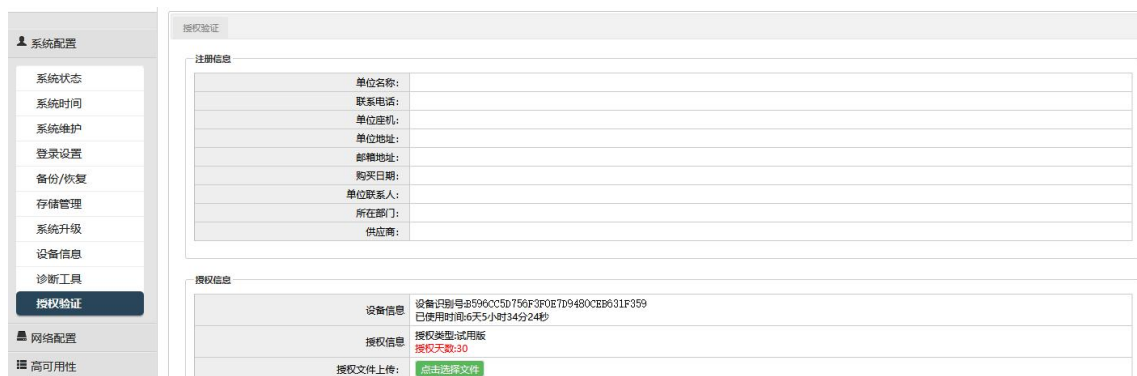 系统配置
系统状态
系统时间
系统维护
登录设置
备份/恢复
存储管理
系统升级
设备信息
诊断工具
授权验证
网络配置
高可用性
授权验证
注册信息
单位名称:
联系电话:
单位座机:
单位地址:
邮箱地址:
购买日期:
单位联系人:
所在部门:
供应商:
授权信息
设备信息 设备识别号:B596CC5D756F3F0E7D9480CEB631F359
已使用时间:6天5小时34分24秒
授权信息 授权类型:试用版
授权天数:30
授权文件上传: 点击选择文件